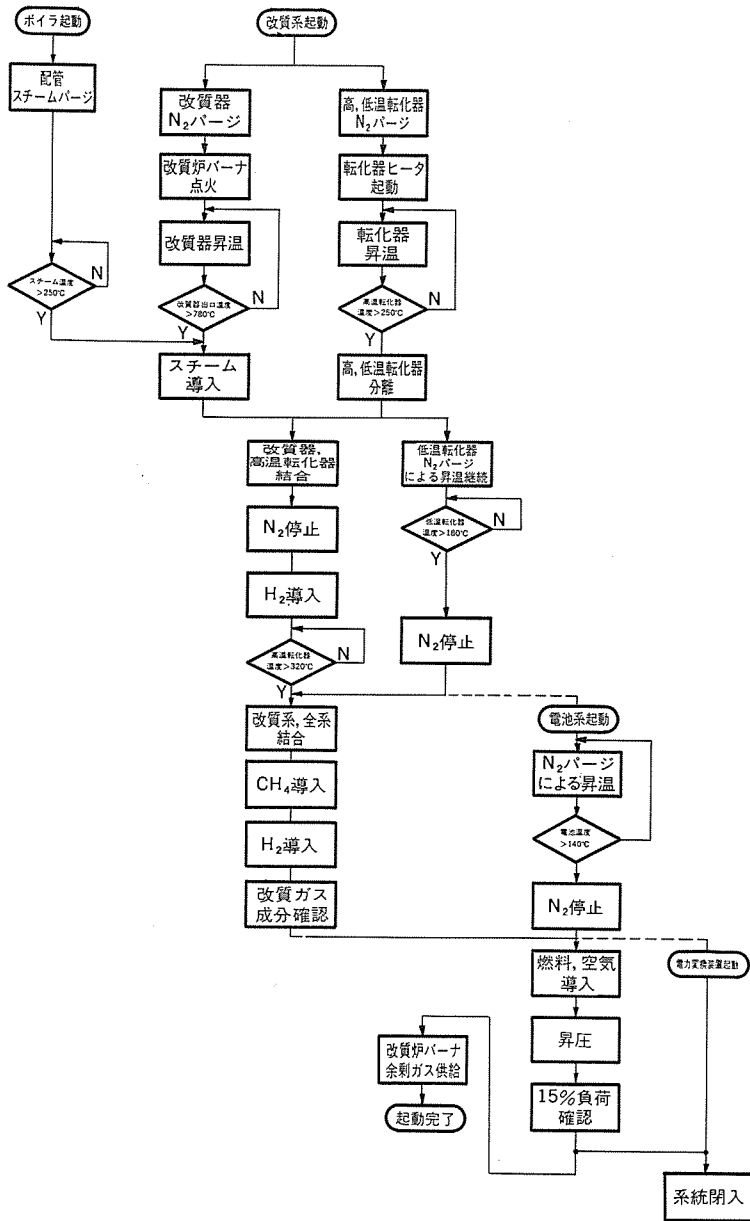 ボイラ起動
配管
スチームパージ
スチーム温度
>250℃
N
Y
改質系起動
改質器
N₂パージ
改質炉バーナ
点火
改質器昇温
改質器出口温度
>780℃
N
Y
スチーム
導入
高,低温転化器
N₂パージ
転化器ヒータ
起動
転化器
昇温
高温転化器
温度>250℃
N
Y
高,低温転化器
分離
改質器,
高温転化器
結合
N₂停止
H₂導入
高温転化器
温度>320℃
N
Y
低温転化器
N₂パージ
による昇温継続
低温転化器
温度>180℃
N
Y
N₂停止
改質系,全系
結合
CH₄導入
H₂導入
改質ガス
成分確認
電池系起動
N₂パージ
による昇温
電池温度
>140℃
N₂停止
燃料,空気
導入
昇圧
15%負荷
確認
電力変換装置起動
改質炉バーナ
余剰ガス供給
起動完了
系統閉入